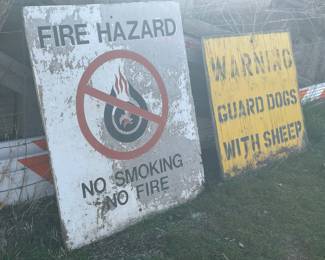 FIRE HAZARD
NO SMOKING
NO FIRE
WARNING
GUARD DOGS
WITH SHEEP